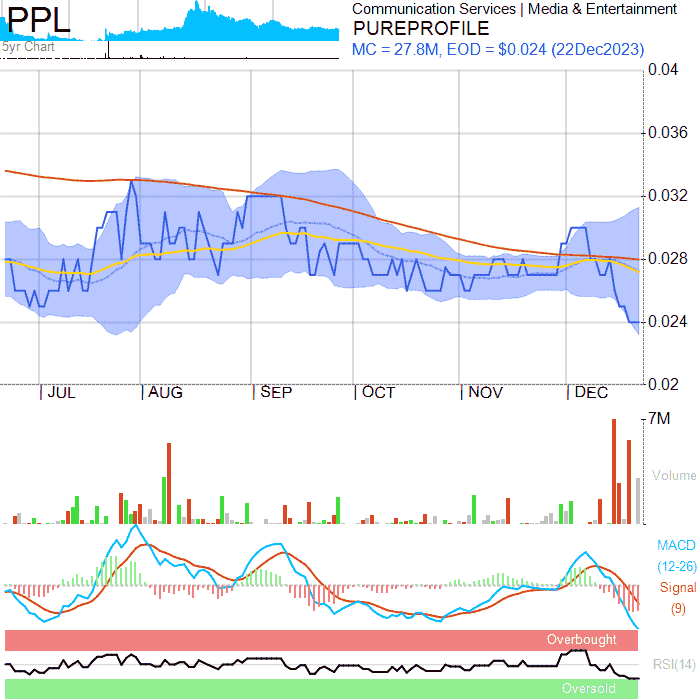 PPL
5yr Chart
Communication Services | Media & Entertainment
PUREPROFILE
MC = 27.8M, EOD = $0.024 (22Dec2023)
0.04
0.036
0.032
0.028
0.024
0.02
JUL AUG SEP OCT NOV DEC
7M
Volume
MACD
(12-26)
Signal
(9)
Overbought
RSI(14)
Oversold